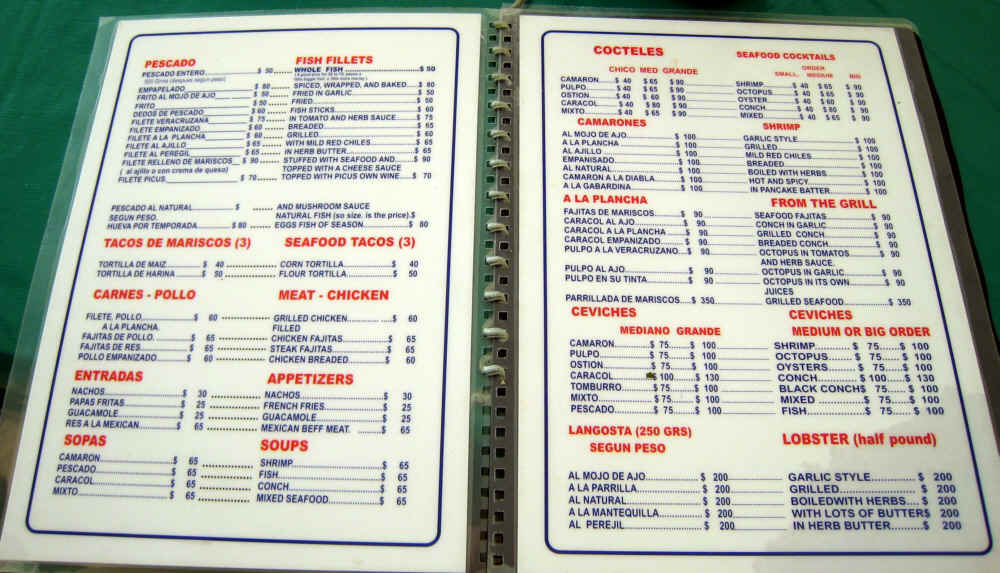 PESCADO FISH FILLETS
PESCADO ENTERO $ 50 WHOLE FISH $ 50
EMPAPELADO $ 80 SPICED, WRAPPED, AND BAKED $ 80
FRITO AL MOJO DE AJO $ 50 FRIED IN GARLIC $ 50
FRITO $ 50 FRIED $ 50
DEDOS DE PESCADO $ 60 FISH STICKS $ 60
FILETE VERACRUZANA $ 75 IN TOMATO AND HERB SAUCE $ 75
FILETE EMPANIZADO $ 65 BREADED $ 65
FILETE A LA PLANCHA $ 60 GRILLED $ 60
FILETE AL AJILLO $ 65 WITH MILD RED CHILES $ 65
FILETE AL PEREGIL $ 65 IN HERB BUTTER $ 65
FILETE RELLENO DE MARISCOS $ 90 STUFFED WITH SEAFOOD AND $ 90
( al ajillo o con crema de queso) TOPPED WITH A CHEESE SAUCE
FILETE PICUS $ 70 TOPPED WITH PICUS OWN WINE $ 70
AND MUSHROOM SAUCE
PESCADO AL NATURAL $ NATURAL FISH (so size. is the price).$
SEGUN PESO.
HUEVA POR TEMPORADA $ 80 EGGS FISH OF SEASON $ 80
TACOS DE MARISCOS (3) SEAFOOD TACOS (3)
TORTILLA DE MAIZ $ 40 CORN TORTILLA $ 40
TORTILLA DE HARINA $ 50 FLOUR TORTILLA $ 50
CARNES - POLLO MEAT - CHICKEN
FILETE, POLLO $ 60 GRILLED CHICKEN $ 60
A LA PLANCHA. FILLED
FAJITAS DE POLLO $ 65 CHICKEN FAJITAS $ 65
FAJITAS DE RES $ 65 STEAK FAJITAS $ 65
POLLO EMPANIZADO $ 60 CHICKEN BREADED $ 60
ENTRADAS APPETIZERS
NACHOS $ 30 NACHOS $ 30
PAPAS FRITAS $ 25 FRENCH FRIES $ 25
GUACAMOLE $ 25 GUACAMOLE $ 25
RES A LA MEXICAN $ 65 MEXICAN BEFF MEAT. $ 65
SOPAS SOUPS
CAMARON $ 65 SHRIMP $ 65
PESCADO $ 65 FISH $ 65
CARACOL $ 65 CONCH $ 65
MIXTO $ 65 MIXED SEAFOOD $ 65
COCTELES SEAFOOD COCKTAILS
ORDER
CHICO MED GRANDE SMALL, MEDIUM BIG
CAMARON $ 40 $ 65 $ 90 SHRIMP $ 40 $ 65 $ 90
PULPO $ 40 $ 65 $ 90 OCTOPUS $ 40 $ 65 $ 90
OSTION $ 40 $ 60 $ 90 OYSTER $ 40 $ 60 $ 90
CARACOL $ 40 $ 80 $ 90 CONCH $ 40 $ 80 $ 90
MIXTO $ 40 $ 65 $ 90 MIXED $ 40 $ 65 $ 90
CAMARONES SHRIMP
AL MOJO DE AJO $ 100 GARLIC STYLE $ 100
A LA PLANCHA $ 100 GRILLED $ 100
AL AJILLO $ 100 MILD RED CHILES $ 100
EMPANISADO $ 100 BREADED $ 100
AL NATURAL $ 100 BOILED WITH HERBS $ 100
CAMARON A LA DIABLA $ 100 HOT AND SPICY $ 100
A LA GABARDINA $ 100 IN PANCAKE BATTER $ 100
A LA PLANCHA FROM THE GRILL
FAJITAS DE MARISCOS $ 90 SEAFOOD FAJITAS $ 90
CARACOL AL AJO $ 90 CONCH IN GARLIC $ 90
CARACOL A LA PLANCHA $ 90 GRILLED CONCH $ 90
CARACOL EMPANIZADO $ 90 BREADED CONCH $ 90
PULPO A LA VERACRUZANO $ 90 OCTOPUS IN TOMATOS $ 90
AND HERB SAUCE.
PULPO AL AJO $ 90 OCTOPUS IN GARLIC $ 90
PULPO EN SU TINTA $ 90 OCTOPUS IN ITS OWN $ 90
JUICES
PARRILLADA DE MARISCOS $ 350 GRILLED SEAFOOD $ 350
CEVICHES CEVICHES
MEDIANO GRANDE MEDIUM OR BIG ORDER
CAMARON $ 75 $ 100 SHRIMP $ 75 $ 100
PULPO $ 75 $ 100 OCTOPUS $ 75 $ 100
OSTION $ 75 $ 100 OYSTERS $ 75 $ 100
CARACOL 100 $ 130 CONCH $ 100 $ 130
TOMBURRO $ 75 $ 100 BLACK CONCH$ 75 $ 100
MIXTO $ 75 $ 100 MIXED $ 75 $ 100
PESCADO $ 75 $ 100 FISH $ 75 $ 100
LANGOSTA (250 GRS) LOBSTER (half pound)
SEGUN PESO
AL MOJO DE AJO $ 200 GARLIC STYLE $ 200
A LA PARRILLA $ 200 GRILLED $ 200
AL NATURAL $ 200 BOILEDWITH HERBS $ 200
A LA MANTEQUILLA $ 200 WITH LOTS OF BUTTER$ 200
AL PEREJIL $ 200 IN HERB BUTTER $ 200